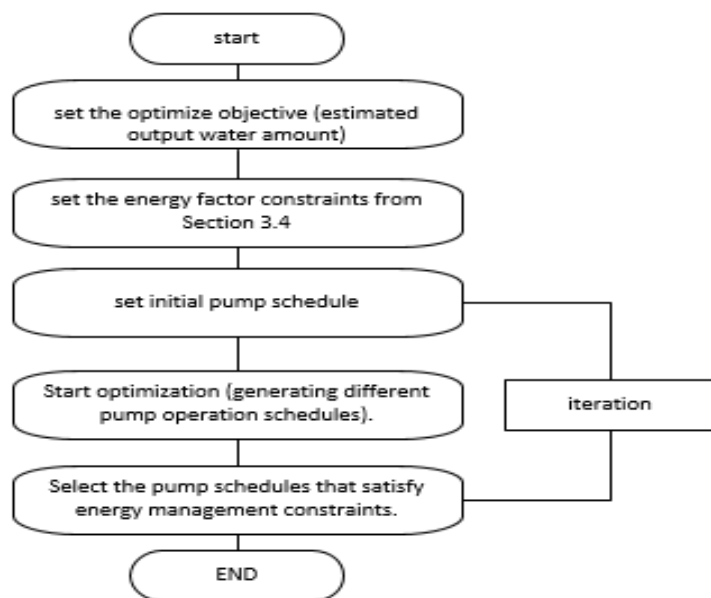 start
set the optimize objective (estimated
output water amount)
set the energy factor constraints from
Section 3.4
set initial pump schedule
Start optimization (generating different
pump operation schedules).
iteration
Select the pump schedules that satisfy
energy management constraints.
END